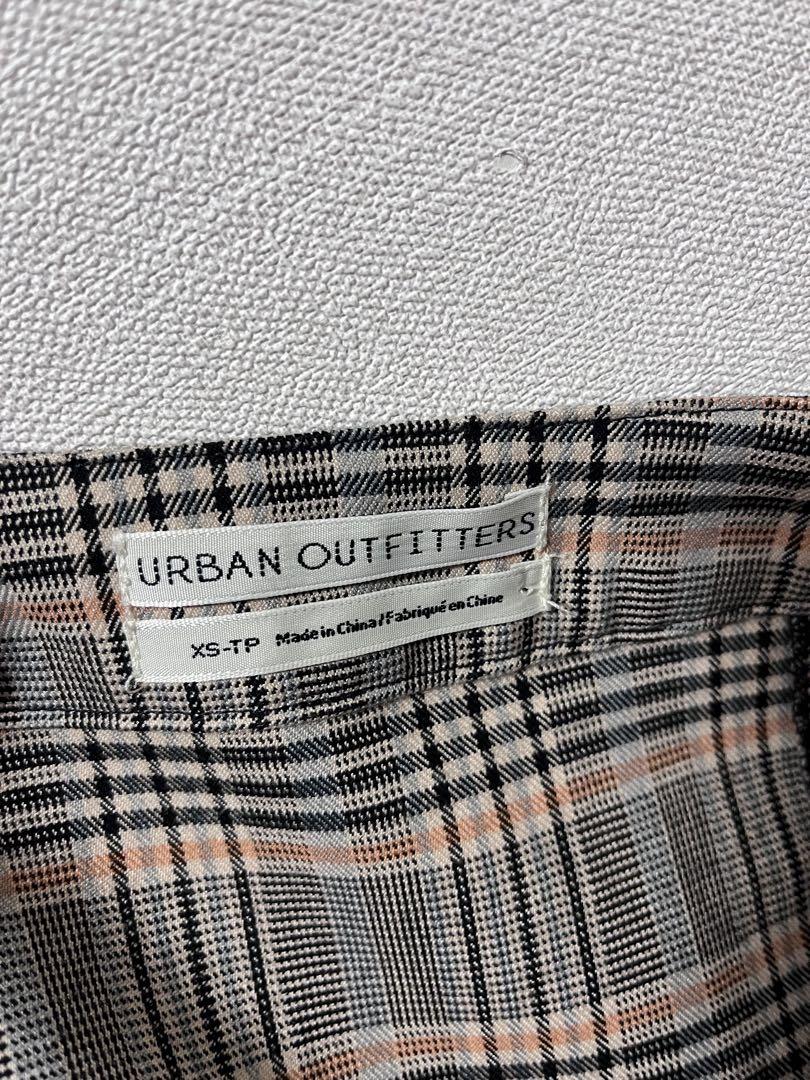 URBAN OUTFITTERS
XS-TP Made in China / Fabriqué en Chine